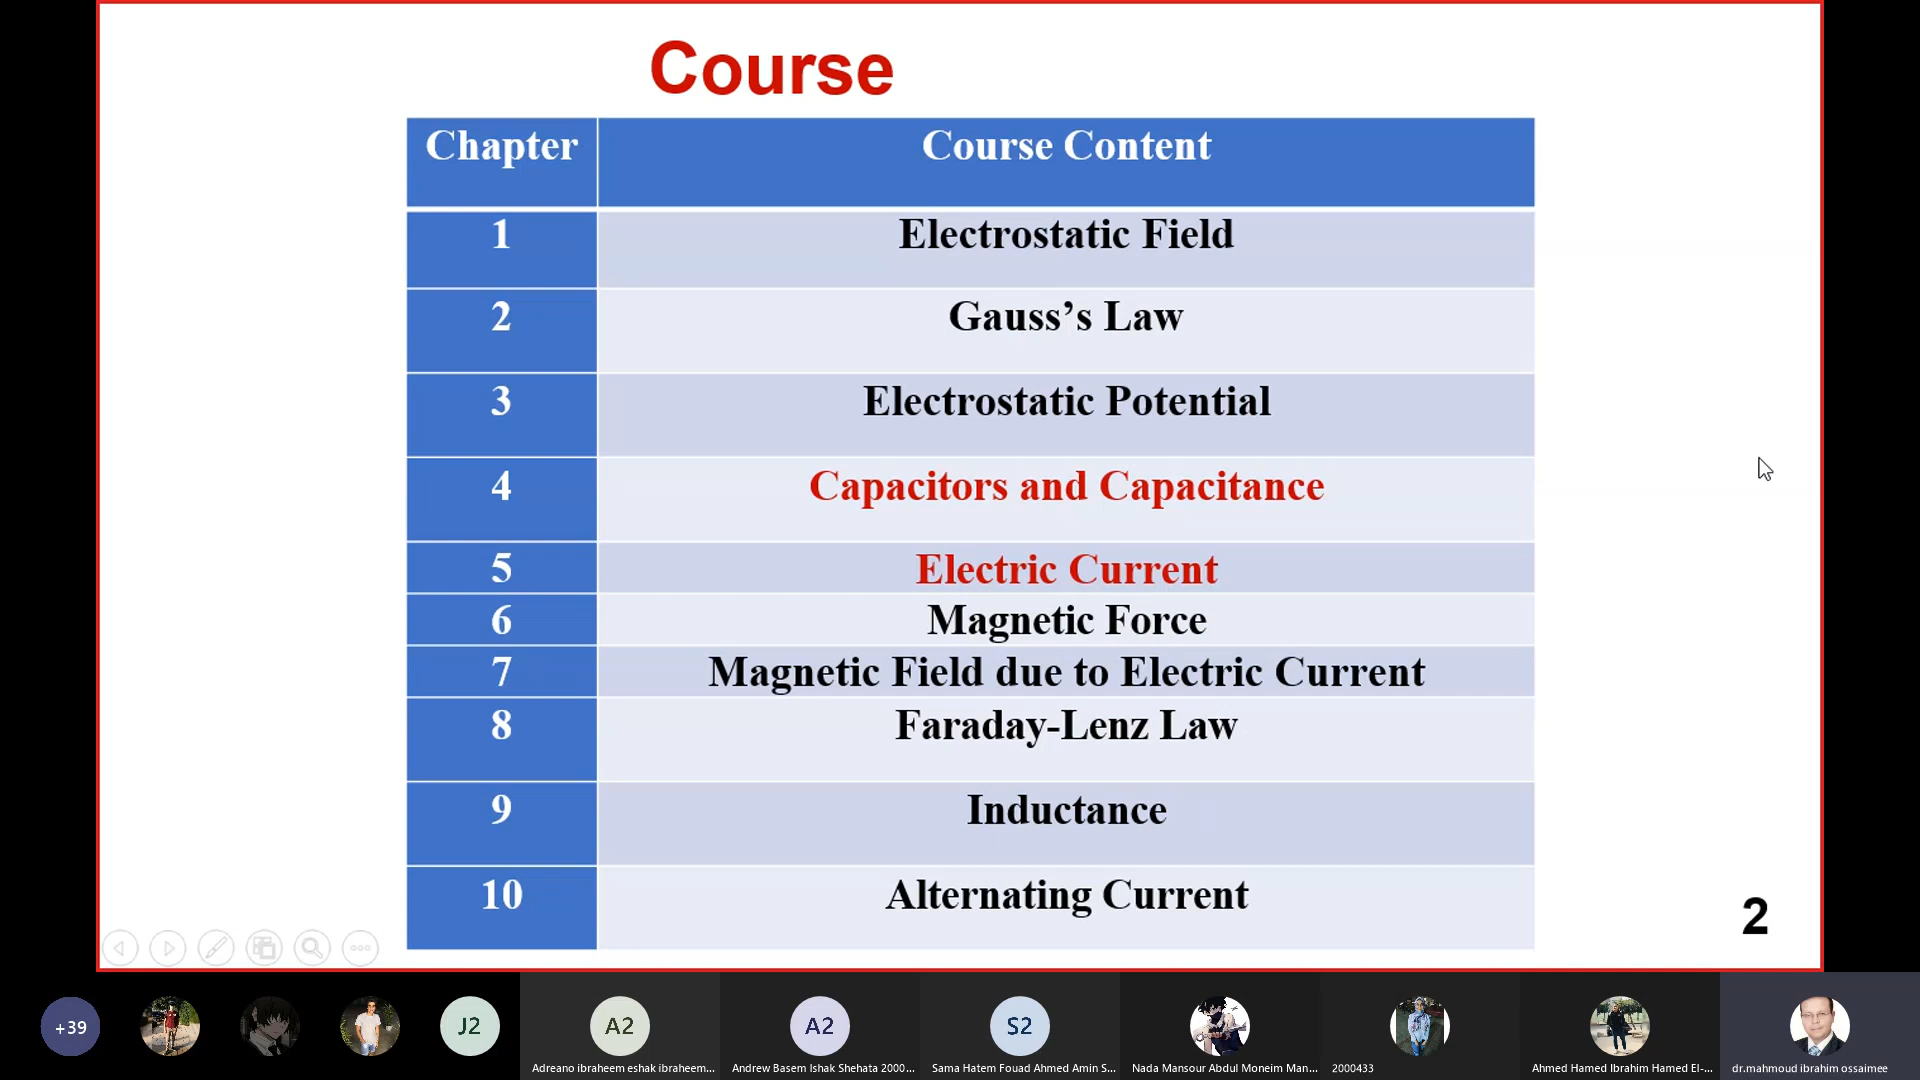 Course
Chapter Course Content
1 Electrostatic Field
2 Gauss’s Law
3 Electrostatic Potential
4 Capacitors and Capacitance
5 Electric Current
6 Magnetic Force
7 Magnetic Field due to Electric Current
8 Faraday-Lenz Law
9 Inductance
10 Alternating Current
2
+39 J2 A2 A2 S2
Adreano ibraheem eshak ibraheem... Andrew Basem Ishak Shehata 2000... Sama Hatem Fouad Ahmed Amin S... Nada Mansour Abdul Moneim Man... 2000433 Ahmed Hamed Ibrahim Hamed El-... dr.mahmoud ibrahim ossaimee